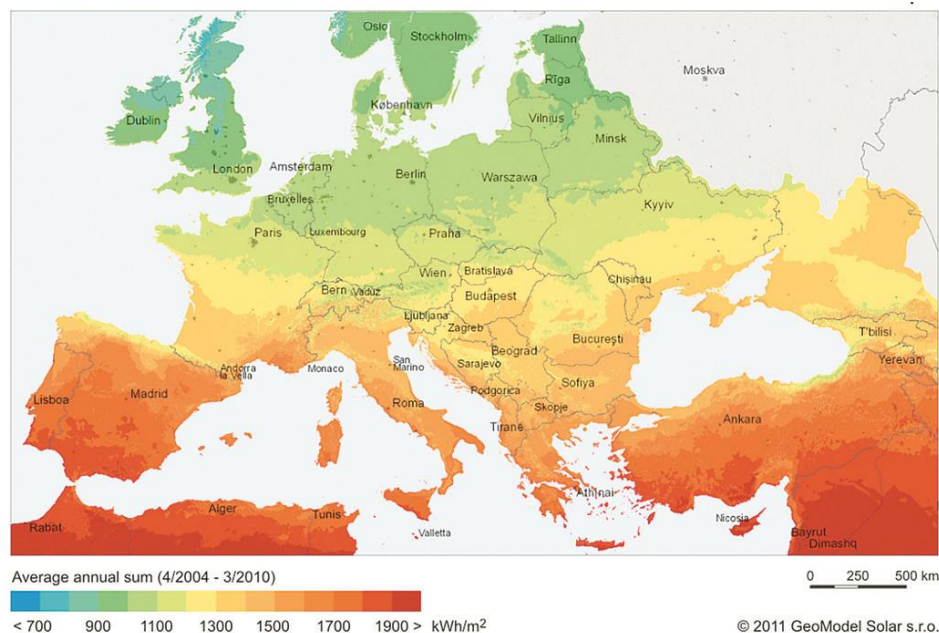 Oslo
Stockholm
Tallinn
Rīga
Moskva
Dublin
København
Vilnius
Minsk
London
Amsterdam
Berlin
Warszawa
Bruxelles
Kyyiv
Paris
Luxembourg
Praha
Wien
Bratislava
Chişinau
Bern
Vaduz
Budapest
Ljubljana
Zagreb
Bucureşti
T'bilisi
Beograd
Yerevan
Andorra
la Vella
Monaco
San
Marino
Sarajevo
Podgorica
Sofiya
Lisboa
Madrid
Roma
Skopje
Ankara
Tiranë
Athínai
Rabat
Alger
Tunis
Valletta
Nicosia
Bayrut
Dimashq
Average annual sum (4/2004 - 3/2010)
0 250 500 km
< 700 900 1100 1300 1500 1700 1900 > kWh/m²
© 2011 GeoModel Solar s.r.o.